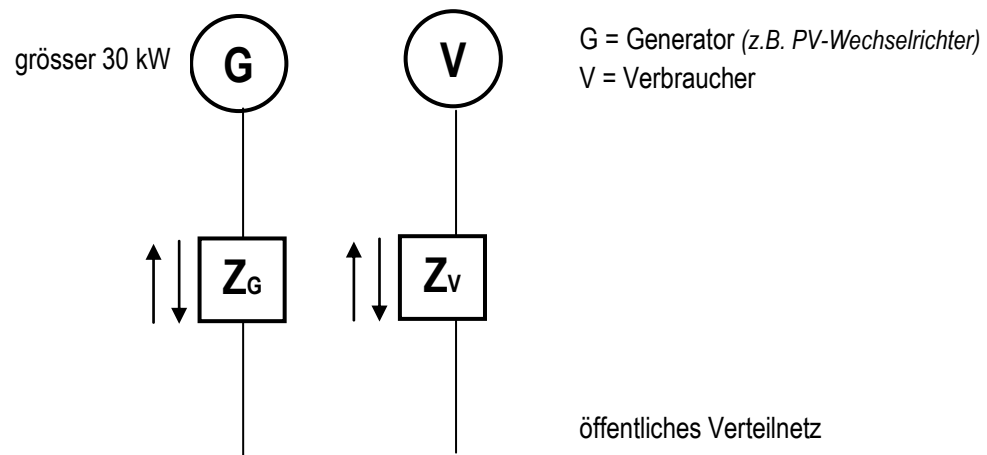 grösser 30 kW
G
V
G = Generator (z.B. PV-Wechselrichter)
V = Verbraucher
ZG
ZV
öffentliches Verteilnetz